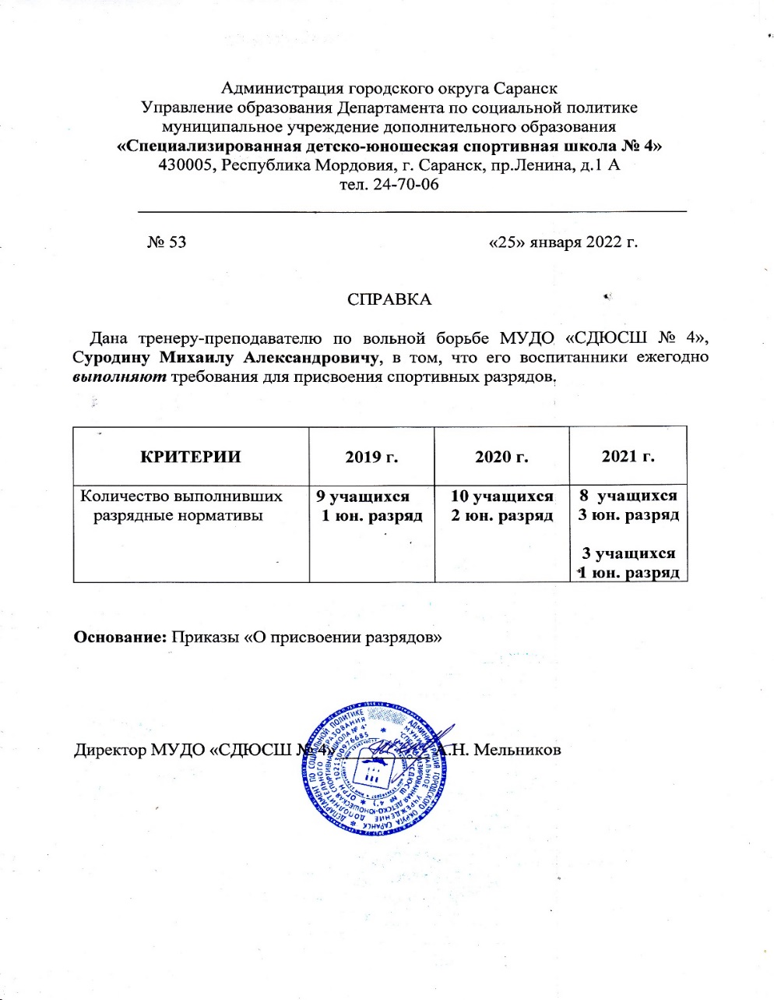 Администрация городского округа Саранск
Управление образования Департамента по социальной политике
муниципальное учреждение дополнительного образования
«Специализированная детско-юношеская спортивная школа № 4»
430005, Республика Мордовия, г. Саранск, пр.Ленина, д.1 А
тел. 24-70-06
№ 53 «25» января 2022 г.
СПРАВКА
Дана тренеру-преподавателю по вольной борьбе МУДО «СДЮСШ № 4»,
Суродину Михаилу Александровичу, в том, что его воспитанники ежегодно
выполняют требования для присвоения спортивных разрядов.
КРИТЕРИИ 2019 г. 2020 г. 2021 г.
Количество выполнивших 9 учащихся 10 учащихся 8 учащихся
разрядные нормативы 1 юн. разряд 2 юн. разряд 3 юн. разряд
3 учащихся
1 юн. разряд
Основание: Приказы «О присвоении разрядов»
Директор МУДО «СДЮСШ № 4» А.Н. Мельников